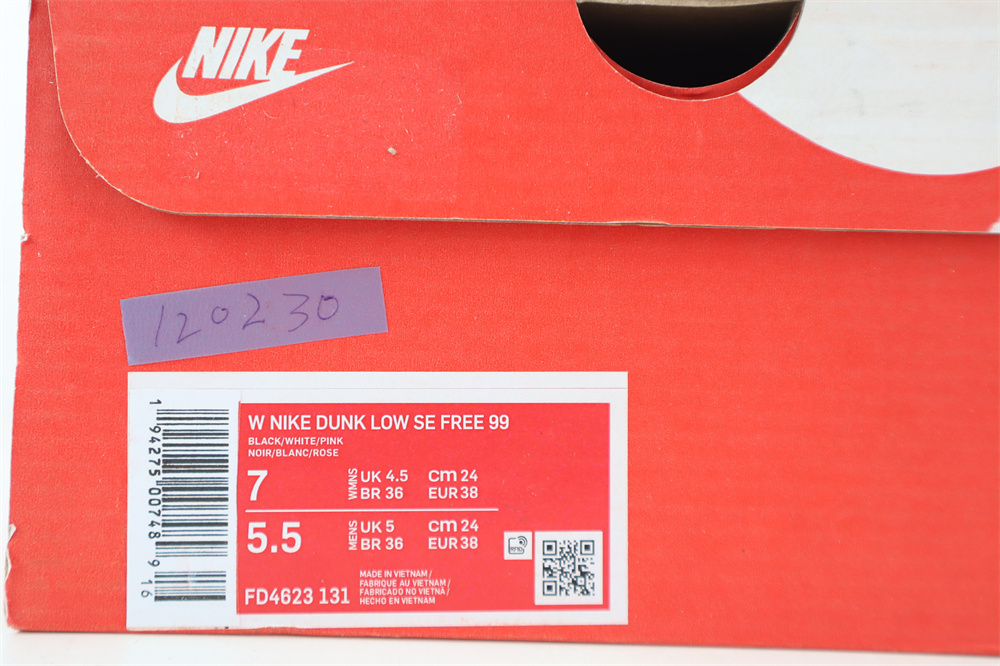 NIKE
120230
W NIKE DUNK LOW SE FREE 99
BLACK/WHITE/PINK
NOIR/BLANC/ROSE
7 WMNS UK 4.5 cm 24
BR 36 EUR 38
5.5 MENS UK 5 cm 24
BR 36 EUR 38
FD4623 131
MADE IN VIETNAM /
FABRIQUE AU VIETNAM /
FABRICADO NO VIETNÃ /
HECHO EN VIETNAM
RFID
1 94275 00748 9 16